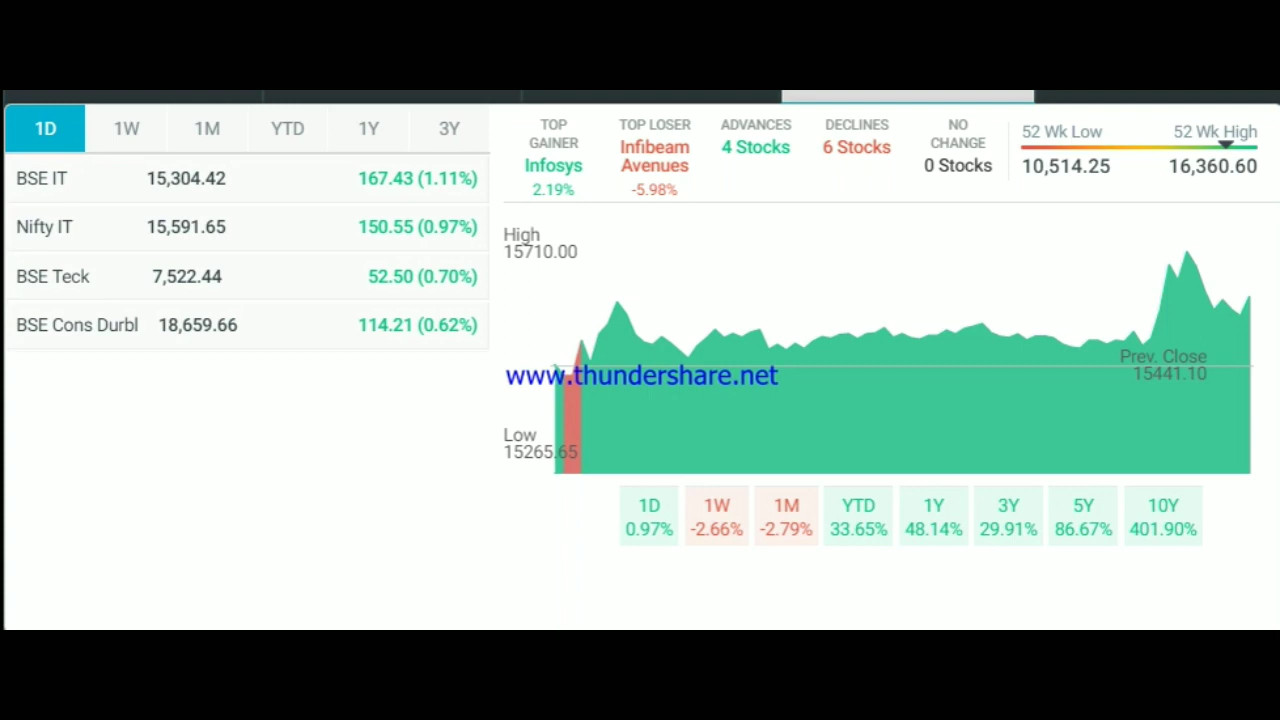 1D 1W 1M YTD 1Y 3Y
BSE IT 15,304.42 167.43 (1.11%)
Nifty IT 15,591.65 150.55 (0.97%)
BSE Teck 7,522.44 52.50 (0.70%)
BSE Cons Durbl 18,659.66 114.21 (0.62%)
TOP
GAINER
Infosys
2.19%
TOP LOSER
Infibeam
Avenues
-5.98%
ADVANCES
4 Stocks
DECLINES
6 Stocks
NO
CHANGE
0 Stocks
52 Wk Low 52 Wk High
10,514.25 16,360.60
High
15710.00
Prev. Close
15441.10
www.thundershare.net
Low
15265.65
1D 1W 1M YTD 1Y 3Y 5Y 10Y
0.97% -2.66% -2.79% 33.65% 48.14% 29.91% 86.67% 401.90%